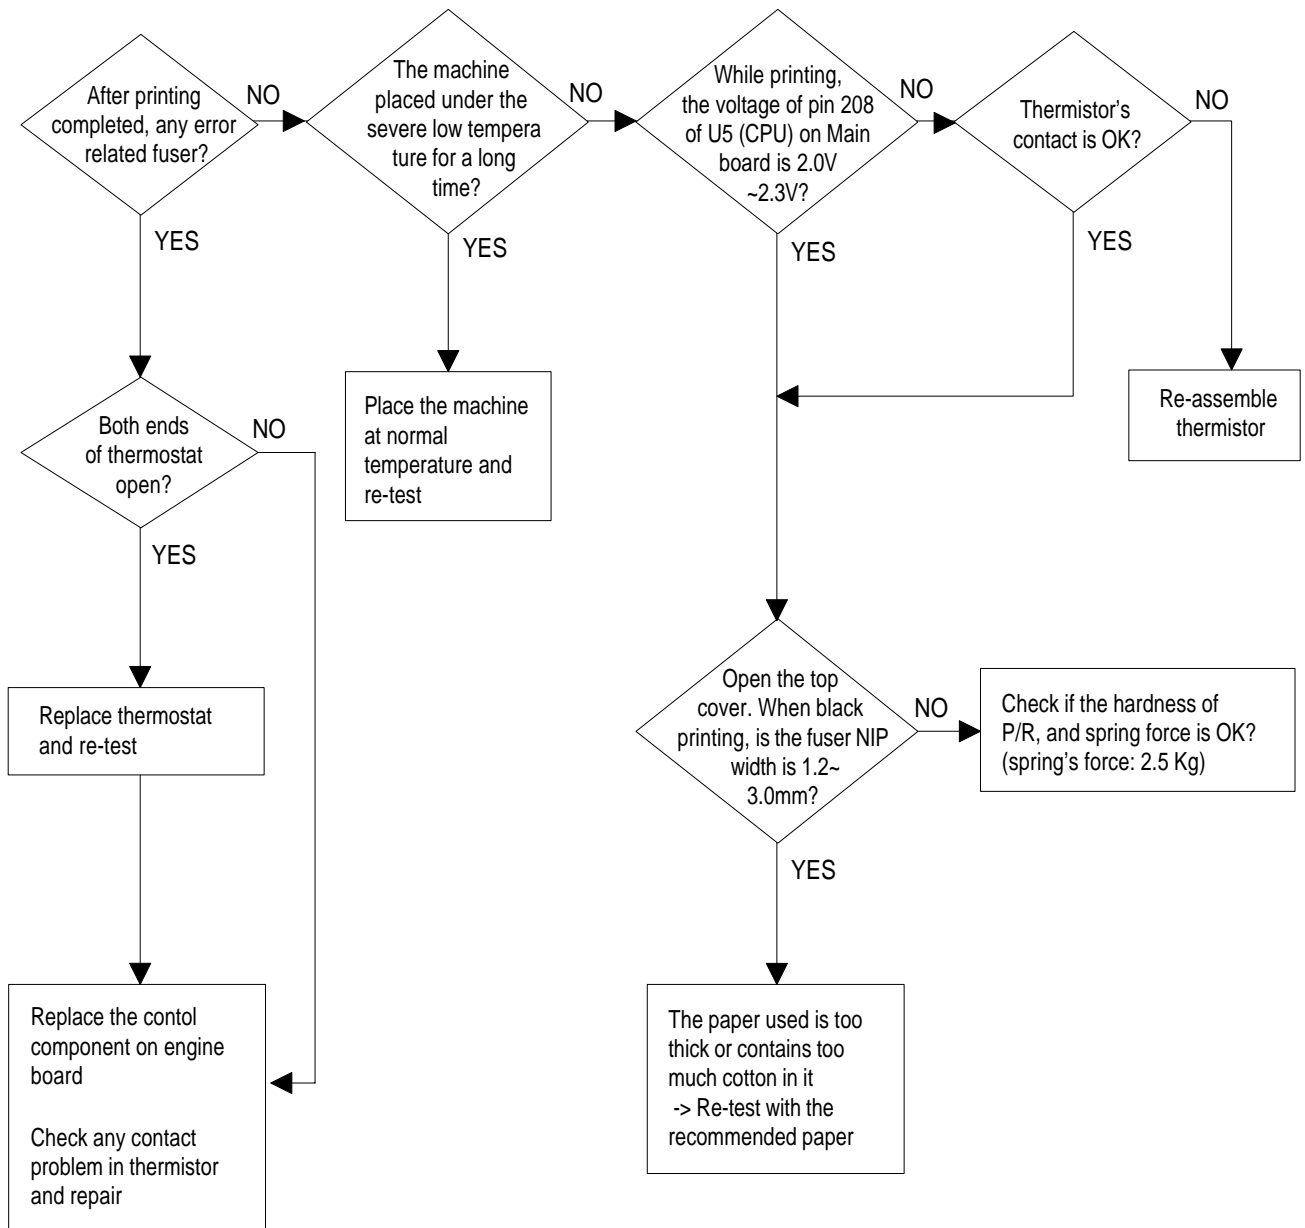 After printing
completed, any error
related fuser?
NO
YES
The machine
placed under the
severe low tempera
ture for a long
time?
NO
YES
While printing,
the voltage of pin 208
of U5 (CPU) on Main
board is 2.0V
~2.3V?
NO
YES
Thermistor's
contact is OK?
NO
YES
Both ends
of thermostat
open?
NO
YES
Place the machine
at normal
temperature and
re-test
Re-assemble
thermistor
Replace thermostat
and re-test
Open the top
cover. When black
printing, is the fuser NIP
width is 1.2~
3.0mm?
NO
YES
Check if the hardness of
P/R, and spring force is OK?
(spring's force: 2.5 Kg)
Replace the contol
component on engine
board
Check any contact
problem in thermistor
and repair
The paper used is too
thick or contains too
much cotton in it
-> Re-test with the
recommended paper